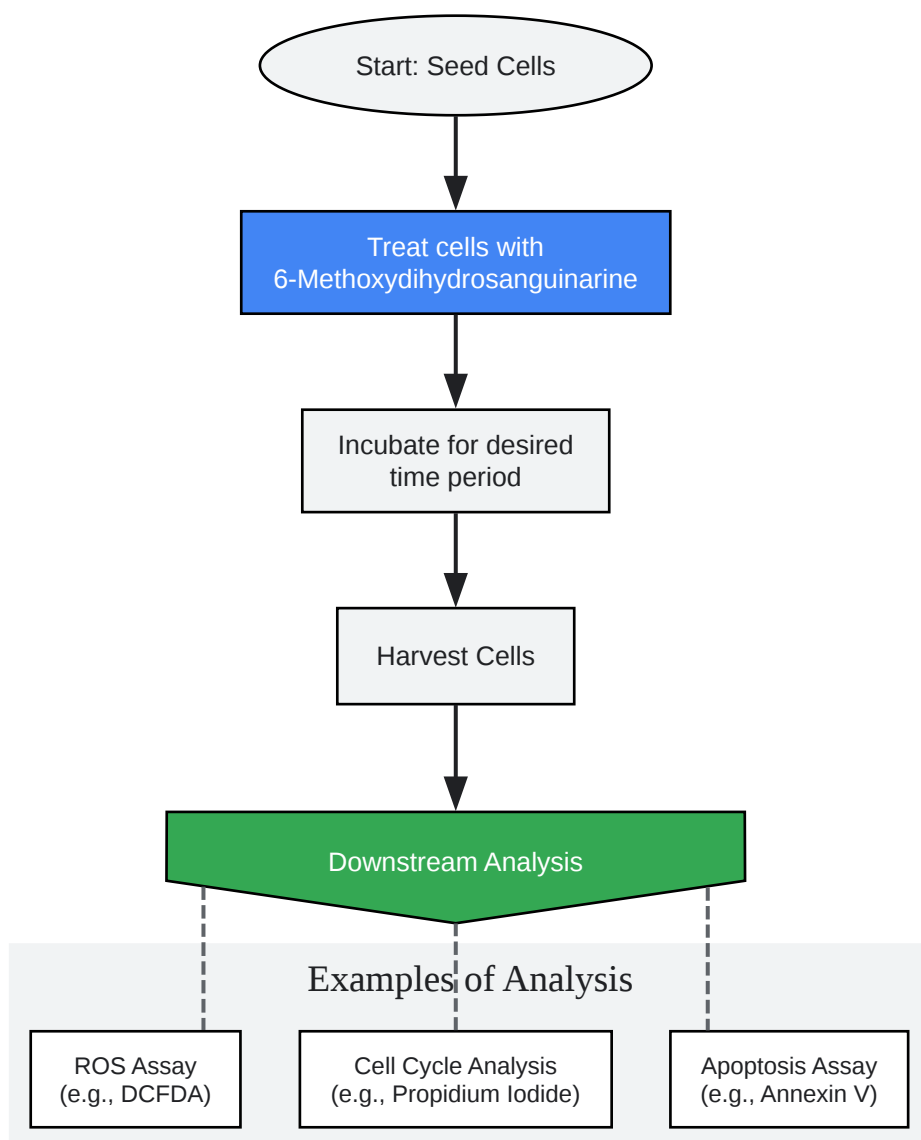 Start: Seed Cells
Treat cells with
6-Methoxydihydrosanguinarine
Incubate for desired
time period
Harvest Cells
Downstream Analysis
Examples of Analysis
ROS Assay
(e.g., DCFDA)
Cell Cycle Analysis
(e.g., Propidium Iodide)
Apoptosis Assay
(e.g., Annexin V)